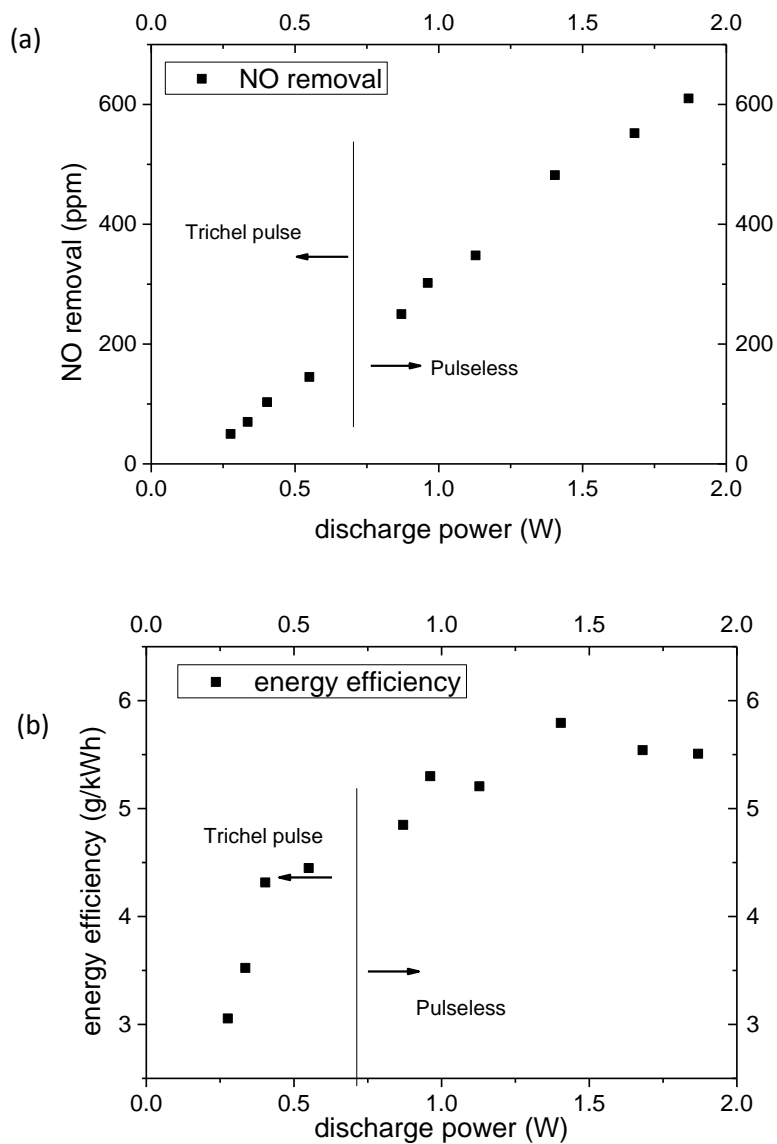 (a)
0.0 0.5 1.0 1.5 2.0
NO removal
600 600
400 400
200 200
0 0
NO removal (ppm)
Trichel pulse
Pulseless
0.0 0.5 1.0 1.5 2.0
discharge power (W)
(b)
0.0 0.5 1.0 1.5 2.0
energy efficiency
6 6
5 5
4 4
3 3
energy efficiency (g/kWh)
Trichel pulse
Pulseless
0.0 0.5 1.0 1.5 2.0
discharge power (W)